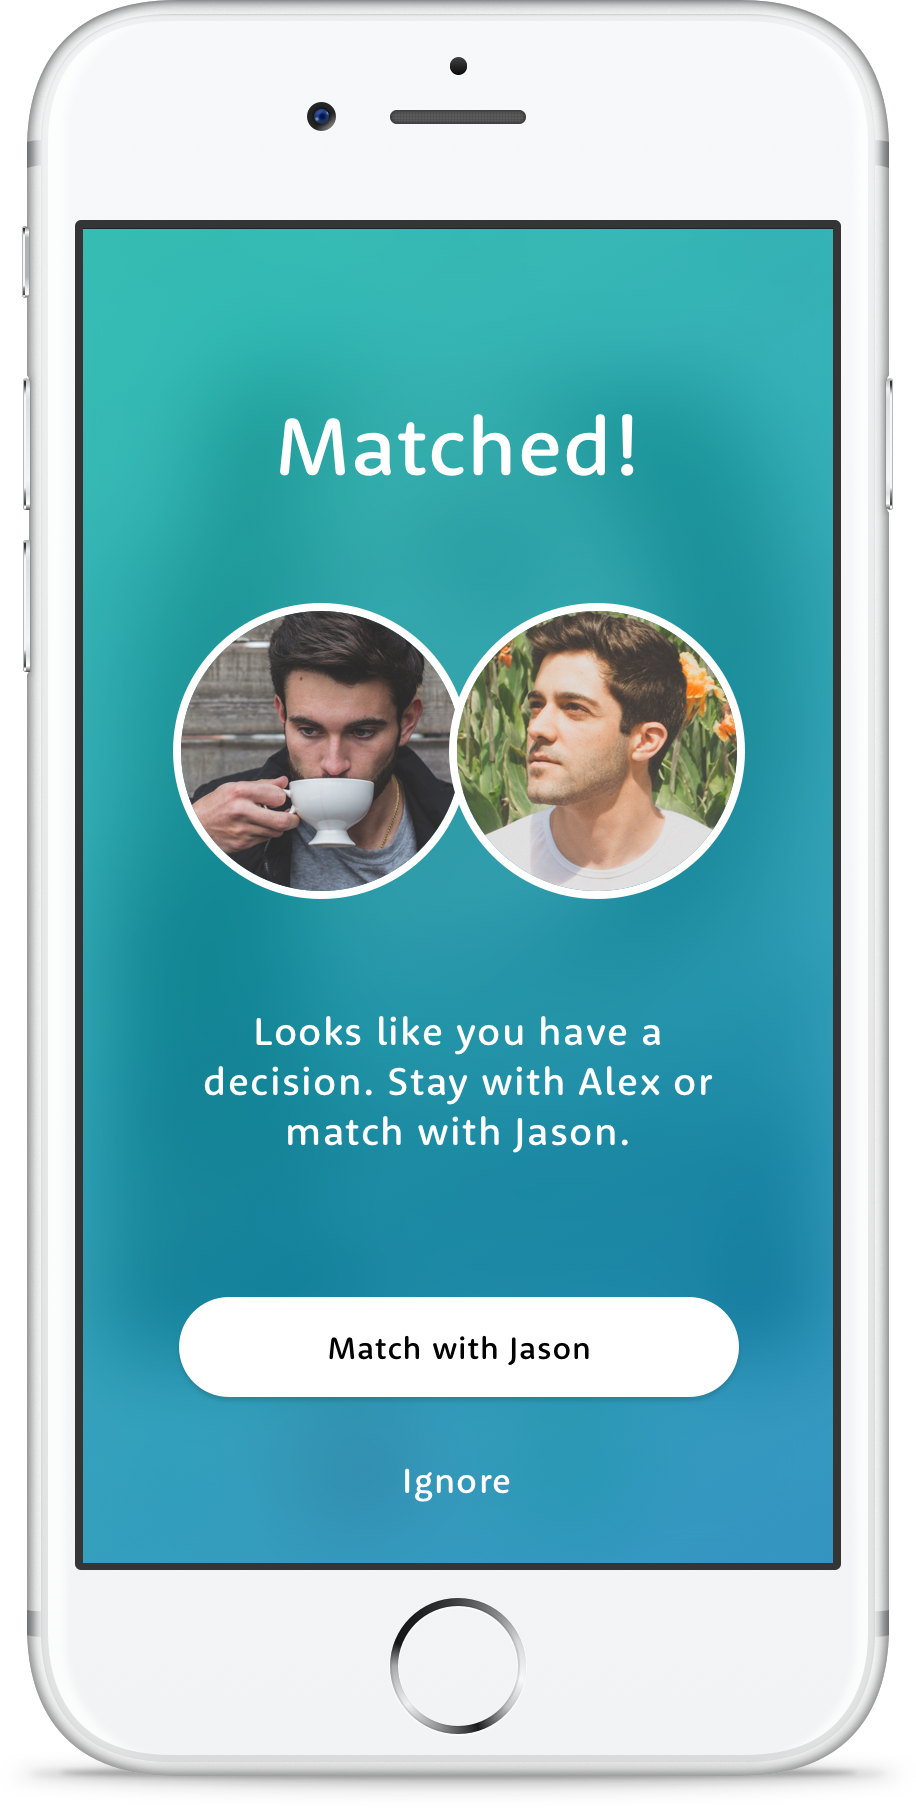 Matched!
Looks like you have a
decision. Stay with Alex or
match with Jason.
Match with Jason
Ignore